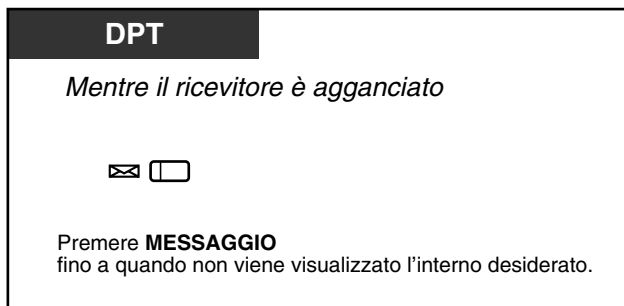 DPT
Mentre il ricevitore è agganciato
Premere MESSAGGIO
fino a quando non viene visualizzato l'interno desiderato.